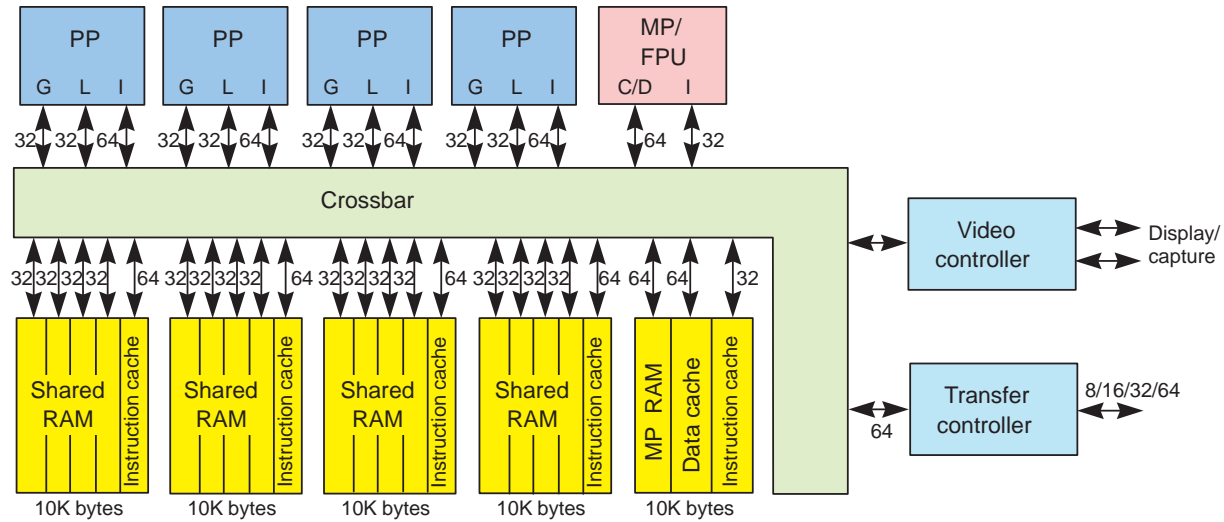 PP
PP
PP
PP
MP/
FPU
G L I
G L I
G L I
G L I
C/D I
32 32 64
32 32 64
32 32 64
32 32 64
64 32
Crossbar
Video
controller
Display/
capture
32 32 32 32 64
32 32 32 32 64
32 32 32 32 64
32 32 32 32 64
64 64 32
Shared
RAM
Instruction cache
Shared
RAM
Instruction cache
Shared
RAM
Instruction cache
Shared
RAM
Instruction cache
MP RAM
Data cache
Instruction cache
64
Transfer
controller
8/16/32/64
10K bytes
10K bytes
10K bytes
10K bytes
10K bytes